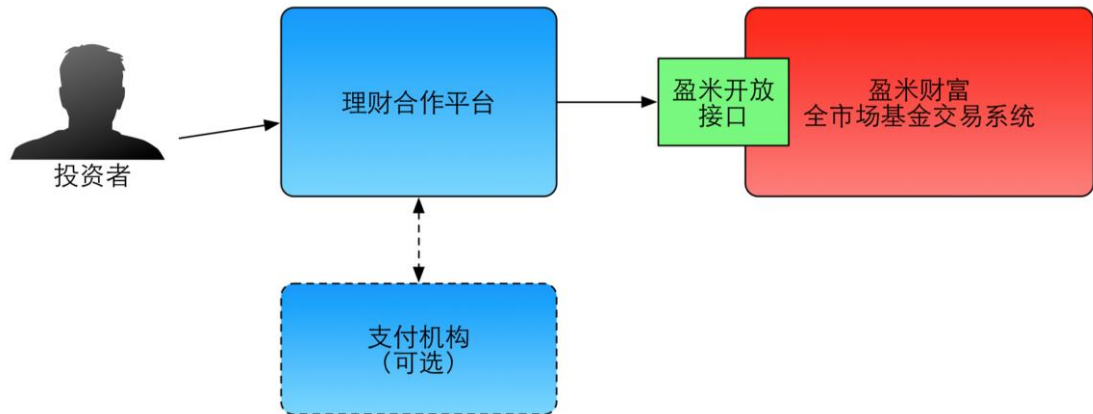 投资者
理财合作平台
盈米开放
接口
盈米财富
全市场基金交易系统
支付机构
（可选）